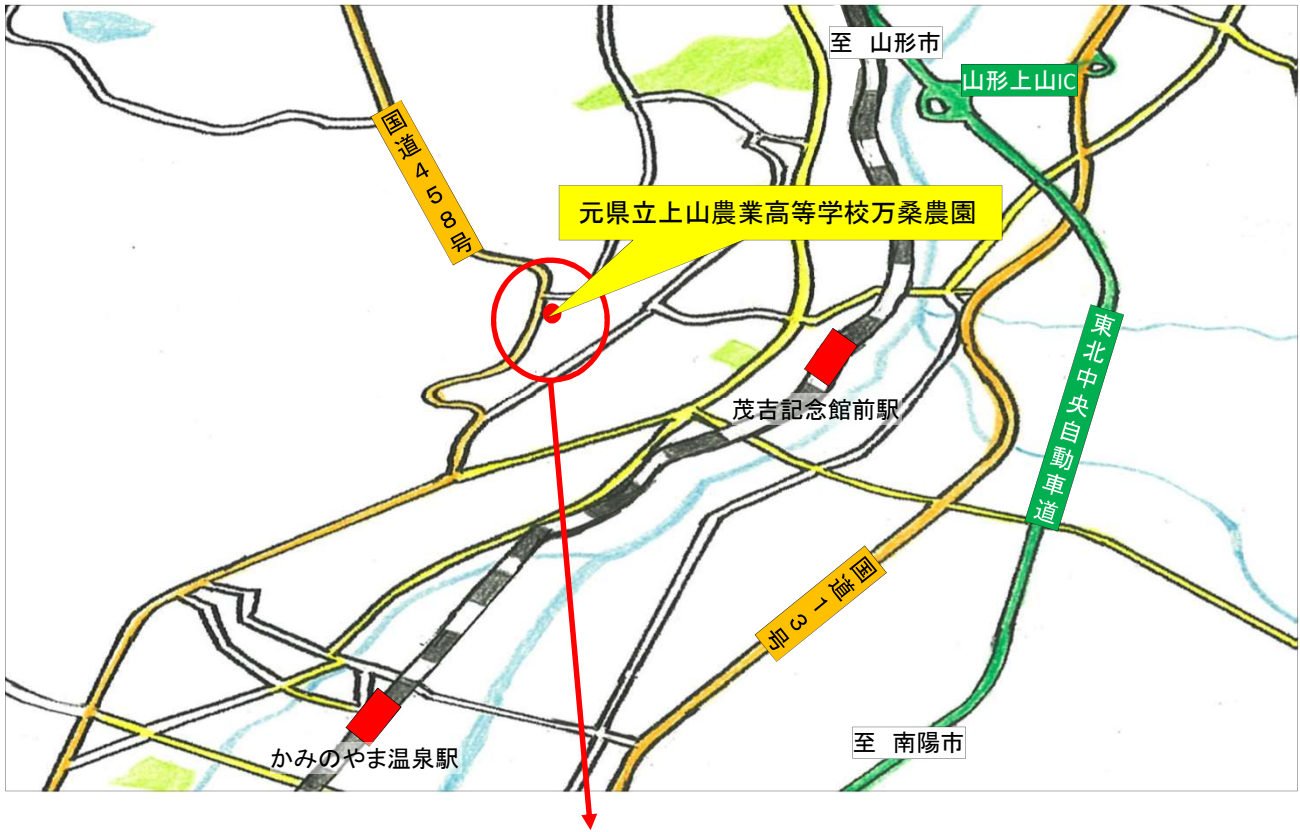 至 山形市
山形上山IC
国道458号
元県立上山農業高等学校万桑農園
東北中央自動車道
茂吉記念館前駅
国道13号
至 南陽市
かみのやま温泉駅